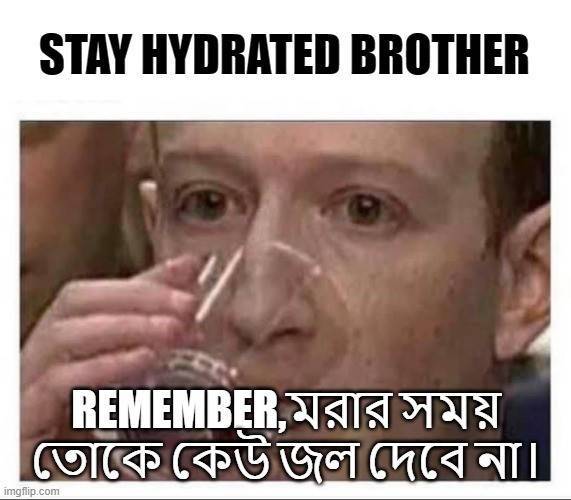 STAY HYDRATED BROTHER
REMEMBER, মরার সময়
তোকে কেউ জল দেবে না।
imgflip.com